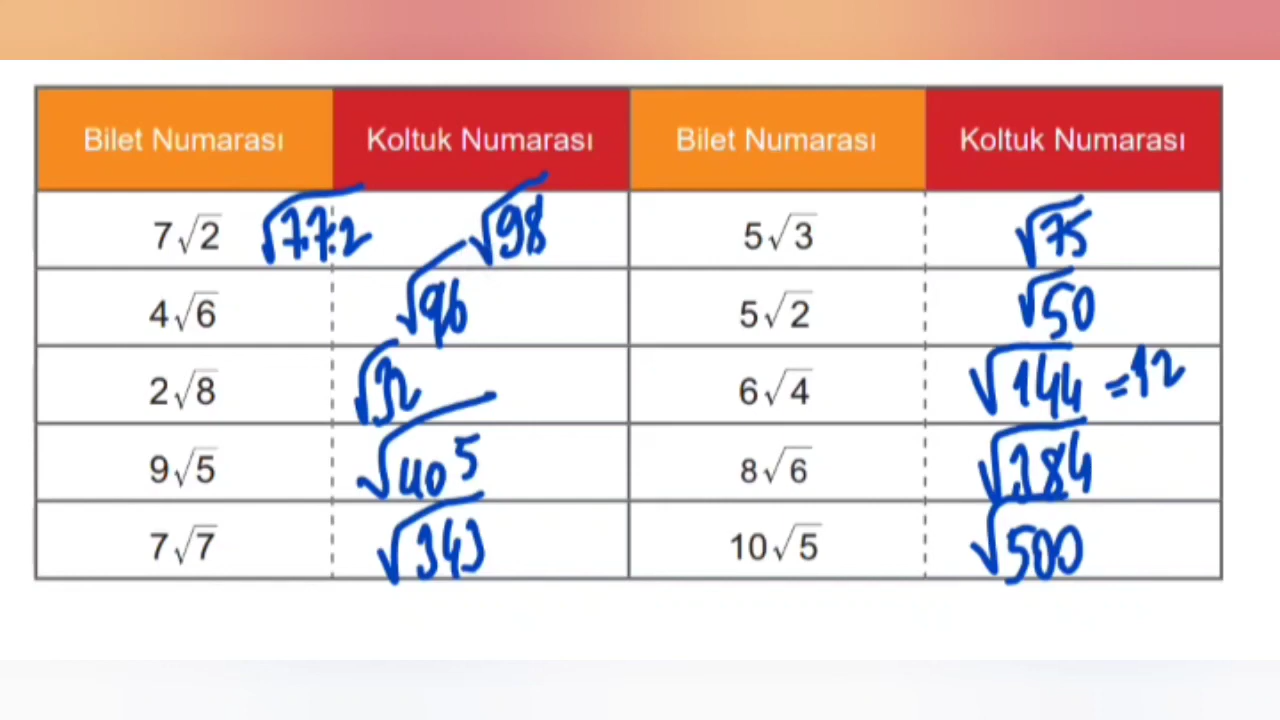 Bilet Numarası Koltuk Numarası Bilet Numarası Koltuk Numarası
7√2 √7.7.2 √98 5√3 √75
4√6 √96 5√2 √50
2√8 √32 6√4 √144 = 12
9√5 √405 8√6 √384
7√7 √343 10√5 √500